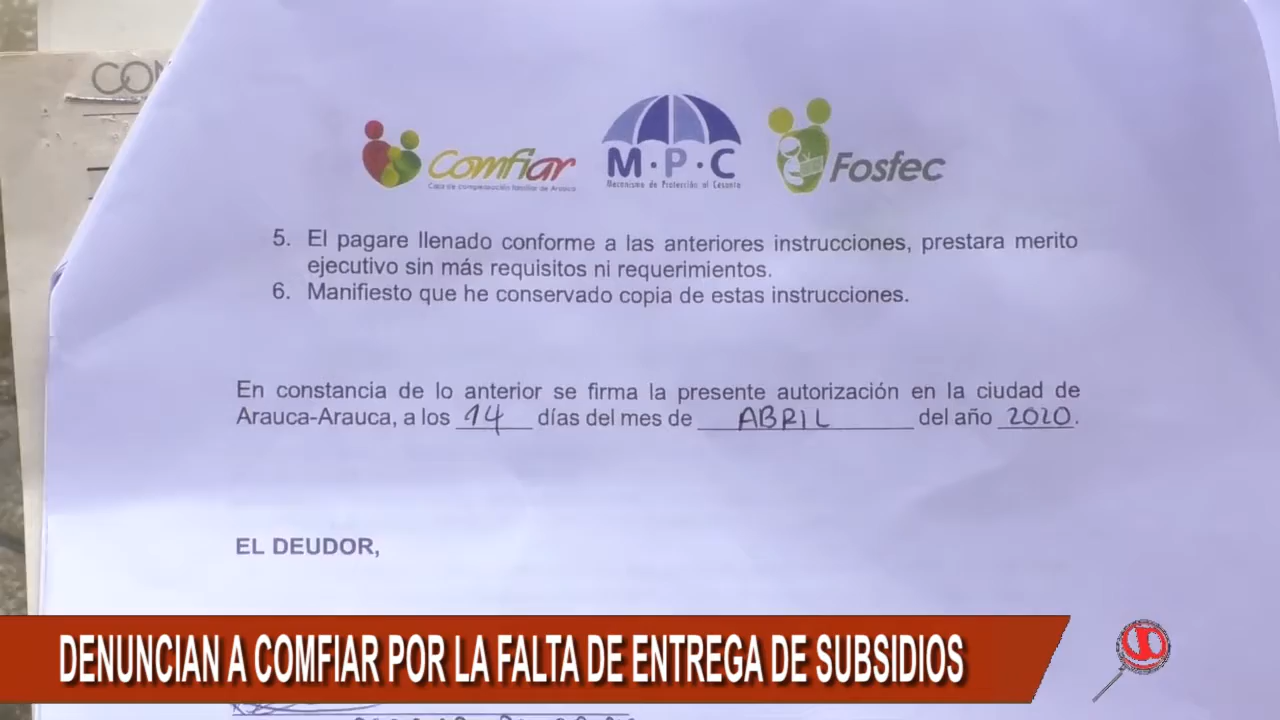 CON
Comfiar
Caja de compensación familiar de Arauca
M·P·C
Mecanismo de Protección al Cesante
Fosfec
5. El pagare llenado conforme a las anteriores instrucciones, prestara merito
ejecutivo sin más requisitos ni requerimientos.
6. Manifiesto que he conservado copia de estas instrucciones.
En constancia de lo anterior se firma la presente autorización en la ciudad de
Arauca-Arauca, a los 14 días del mes de ABRIL del año 2020.
EL DEUDOR,
DENUNCIAN A COMFIAR POR LA FALTA DE ENTREGA DE SUBSIDIOS